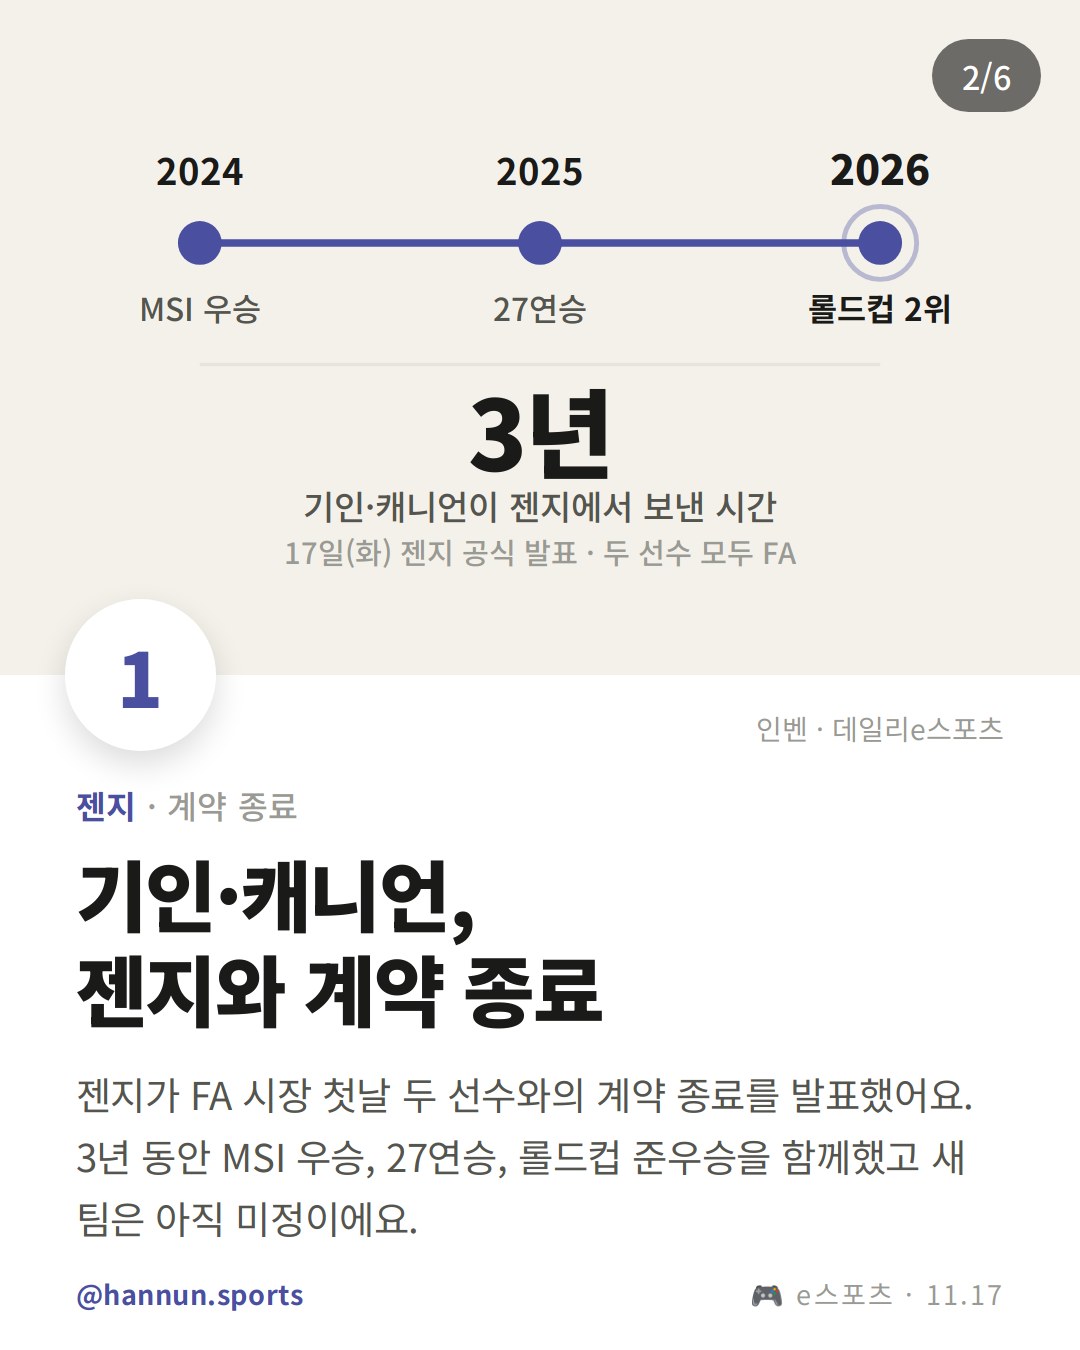 2/6
2024 2025 2026
MSI 우승 27연승 롤드컵 2위
3년
기인·캐니언이 젠지에서 보낸 시간
17일(화) 젠지 공식 발표 · 두 선수 모두 FA
1
인벤 · 데일리e스포츠
젠지 · 계약 종료
기인·캐니언,
젠지와 계약 종료
젠지가 FA 시장 첫날 두 선수와의 계약 종료를 발표했어요.
3년 동안 MSI 우승, 27연승, 롤드컵 준우승을 함께했고 새
팀은 아직 미정이에요.
@hannun.sports
🎮 e스포츠 · 11.17